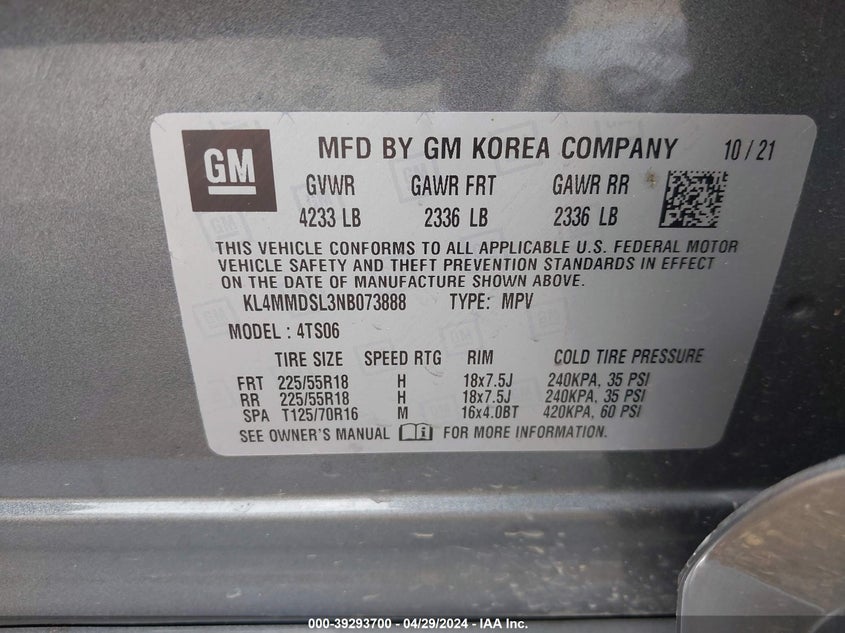 GM
MFD BY GM KOREA COMPANY 10 / 21
GVWR GAWR FRT GAWR RR
4233 LB 2336 LB 2336 LB
THIS VEHICLE CONFORMS TO ALL APPLICABLE U.S. FEDERAL MOTOR
VEHICLE SAFETY AND THEFT PREVENTION STANDARDS IN EFFECT
ON THE DATE OF MANUFACTURE SHOWN ABOVE.
KL4MMDSL3NB073888 TYPE: MPV
MODEL : 4TS06
TIRE SIZE SPEED RTG RIM COLD TIRE PRESSURE
FRT 225/55R18 H 18x7.5J 240KPA, 35 PSI
RR 225/55R18 H 18x7.5J 240KPA, 35 PSI
SPA T125/70R16 M 16x4.0BT 420KPA, 60 PSI
SEE OWNER'S MANUAL FOR MORE INFORMATION.
000-39293700 - 04/29/2024 - IAA Inc.